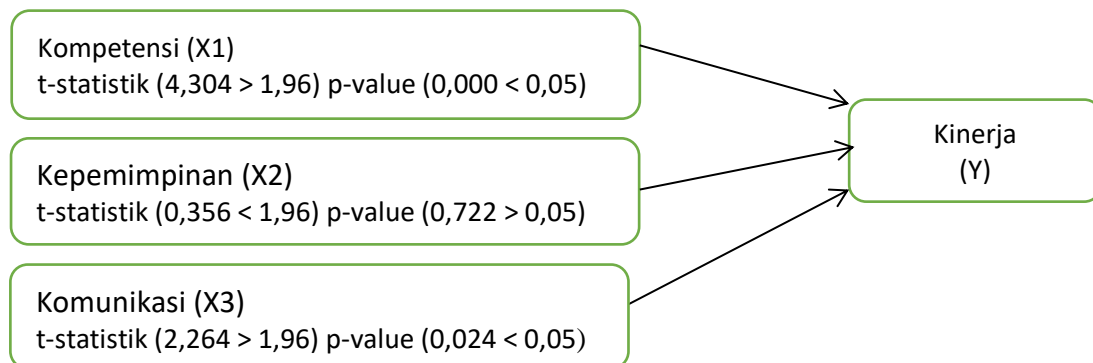 Kompetensi (X1)
t-statistik (4,304 > 1,96) p-value (0,000 < 0,05)
Kepemimpinan (X2)
t-statistik (0,356 < 1,96) p-value (0,722 > 0,05)
Komunikasi (X3)
t-statistik (2,264 > 1,96) p-value (0,024 < 0,05)
Kinerja
(Y)